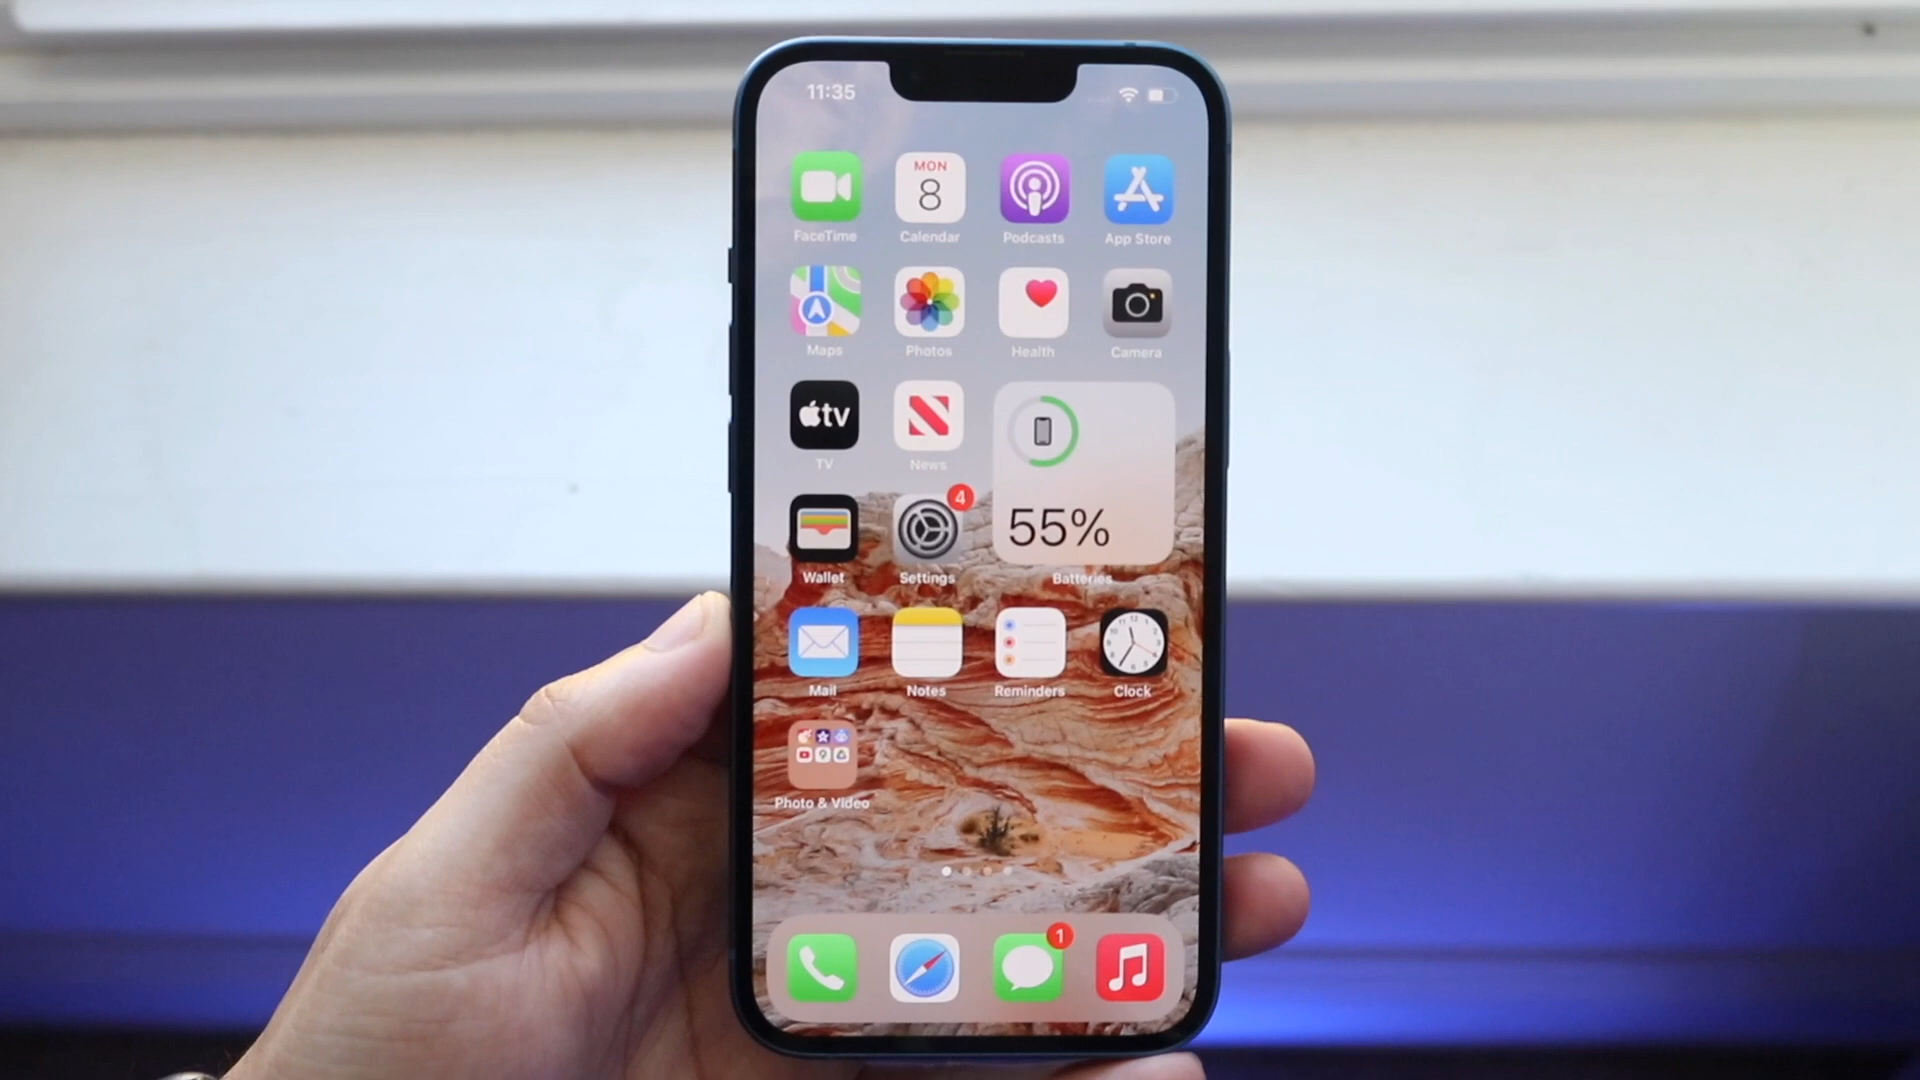 11:35
MON
8
FaceTime
Calendar
Podcasts
App Store
Maps
Photos
Health
Camera
tv
TV
News
55%
4
Wallet
Settings
Batteries
Mail
Notes
Reminders
Clock
Photo & Video
1